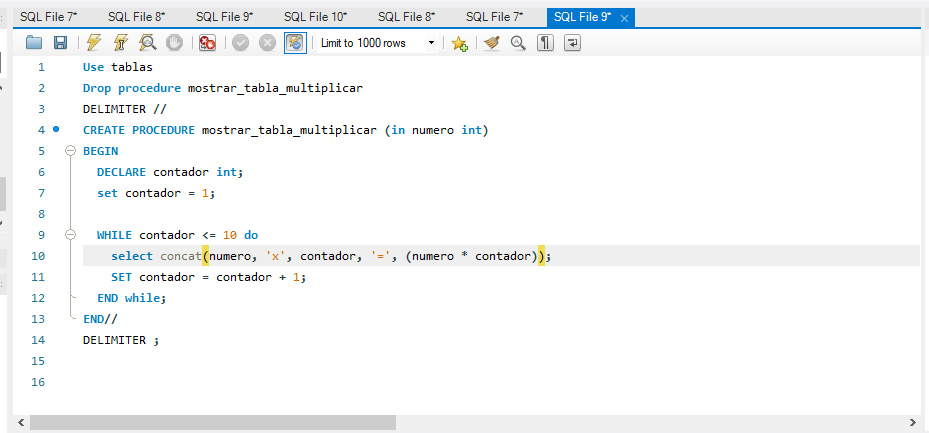 SQL File 7* SQL File 8* SQL File 9* SQL File 10* SQL File 8* SQL File 7* SQL File 9* ×
Limit to 1000 rows
1 Use tablas
2 Drop procedure mostrar_tabla_multiplicar
3 DELIMITER //
4 CREATE PROCEDURE mostrar_tabla_multiplicar (in numero int)
5 BEGIN
6 DECLARE contador int;
7 set contador = 1;
8
9 WHILE contador <= 10 do
10 select concat(numero, 'x', contador, '=', (numero * contador));
11 SET contador = contador + 1;
12 END while;
13 END//
14 DELIMITER ;
15
16